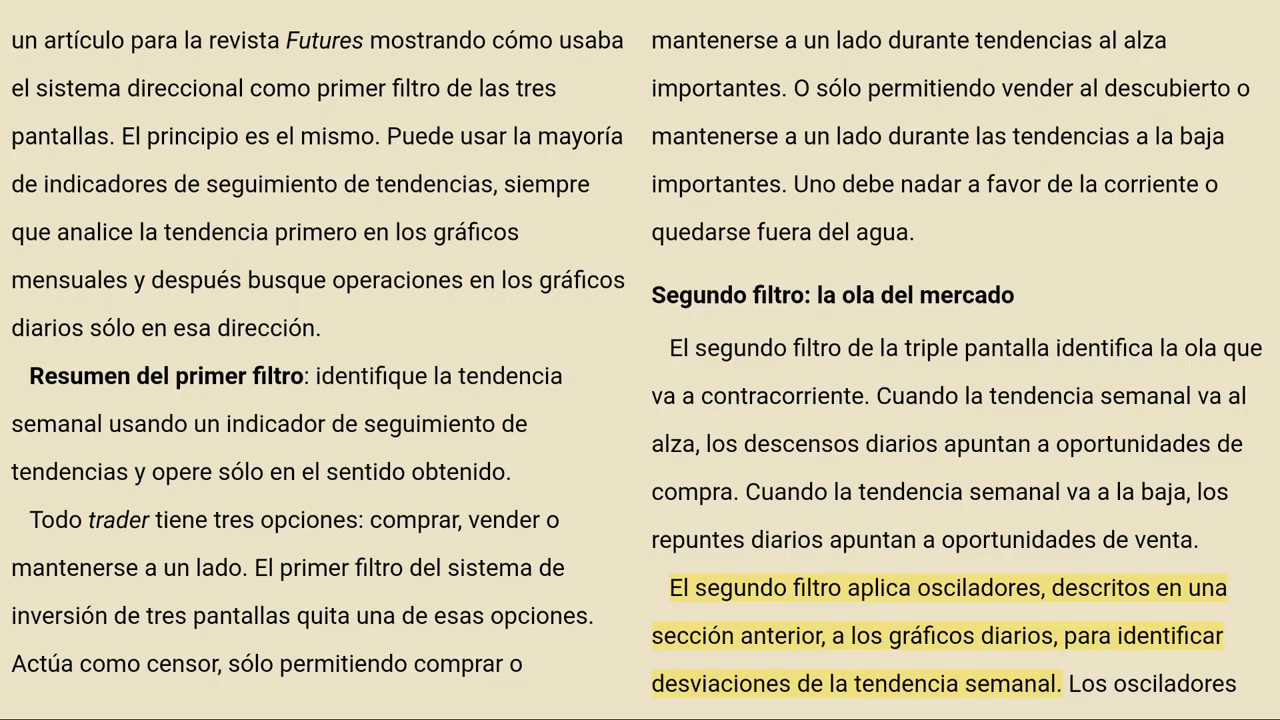 un artículo para la revista Futures mostrando cómo usaba
el sistema direccional como primer filtro de las tres
pantallas. El principio es el mismo. Puede usar la mayoría
de indicadores de seguimiento de tendencias, siempre
que analice la tendencia primero en los gráficos
mensuales y después busque operaciones en los gráficos
diarios sólo en esa dirección.
Resumen del primer filtro: identifique la tendencia
semanal usando un indicador de seguimiento de
tendencias y opere sólo en el sentido obtenido.
Todo trader tiene tres opciones: comprar, vender o
mantenerse a un lado. El primer filtro del sistema de
inversión de tres pantallas quita una de esas opciones.
Actúa como censor, sólo permitiendo comprar o
mantenerse a un lado durante tendencias al alza
importantes. O sólo permitiendo vender al descubierto o
mantenerse a un lado durante las tendencias a la baja
importantes. Uno debe nadar a favor de la corriente o
quedarse fuera del agua.
Segundo filtro: la ola del mercado
El segundo filtro de la triple pantalla identifica la ola que
va a contracorriente. Cuando la tendencia semanal va al
alza, los descensos diarios apuntan a oportunidades de
compra. Cuando la tendencia semanal va a la baja, los
repuntes diarios apuntan a oportunidades de venta.
El segundo filtro aplica osciladores, descritos en una
sección anterior, a los gráficos diarios, para identificar
desviaciones de la tendencia semanal. Los osciladores